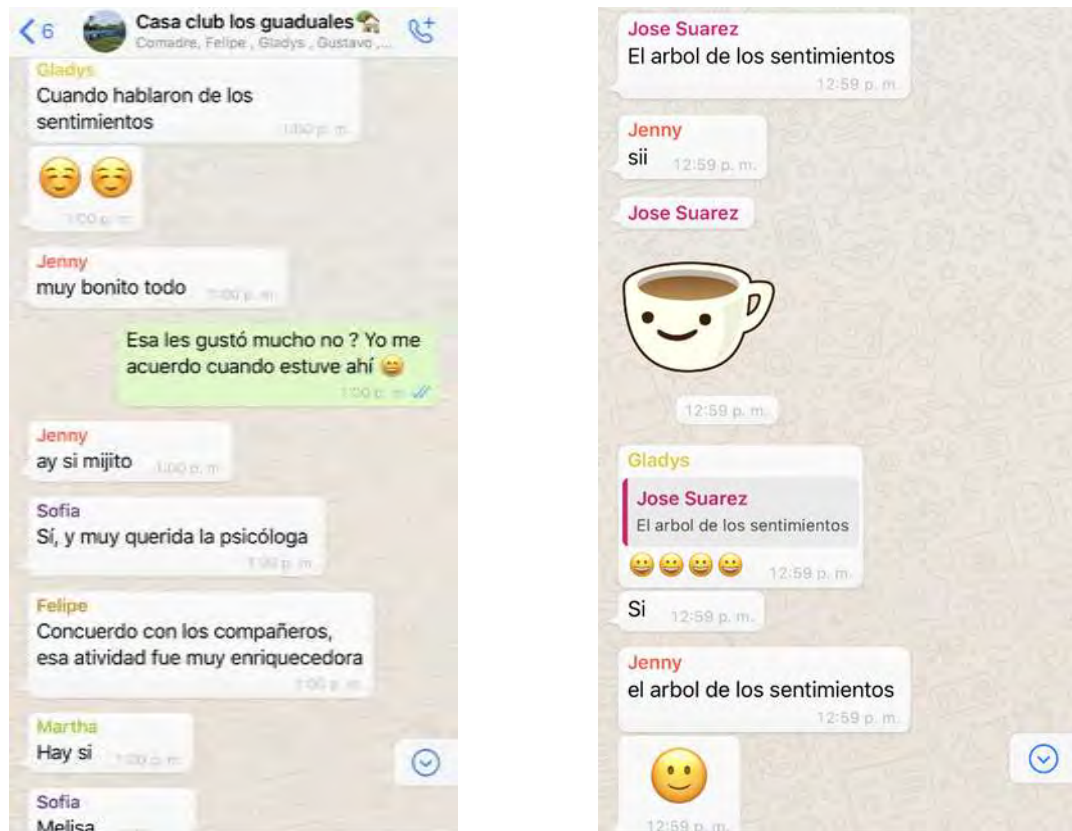 6
Casa club los guaduales
Comadre, Felipe , Gladys , Gustavo ,...
Gladys
Cuando hablaron de los
sentimientos
1:00 p. m.
1:00 p. m.
Jenny
muy bonito todo
1:00 p. m.
Esa les gustó mucho no ? Yo me
acuerdo cuando estuve ahí
1:00 p. m.
Jenny
ay si mijito
1:00 p. m.
Sofia
Sí, y muy querida la psicóloga
1:00 p. m.
Felipe
Concuerdo con los compañeros,
esa atividad fue muy enriquecedora
1:00 p. m.
Martha
Hay si
1:00 p. m.
Sofia
Melisa
Jose Suarez
El arbol de los sentimientos
12:59 p. m.
Jenny
sii
12:59 p. m.
Jose Suarez
12:59 p. m.
Gladys
Jose Suarez
El arbol de los sentimientos
12:59 p. m.
Si
12:59 p. m.
Jenny
el arbol de los sentimientos
12:59 p. m.
12:59 p. m.